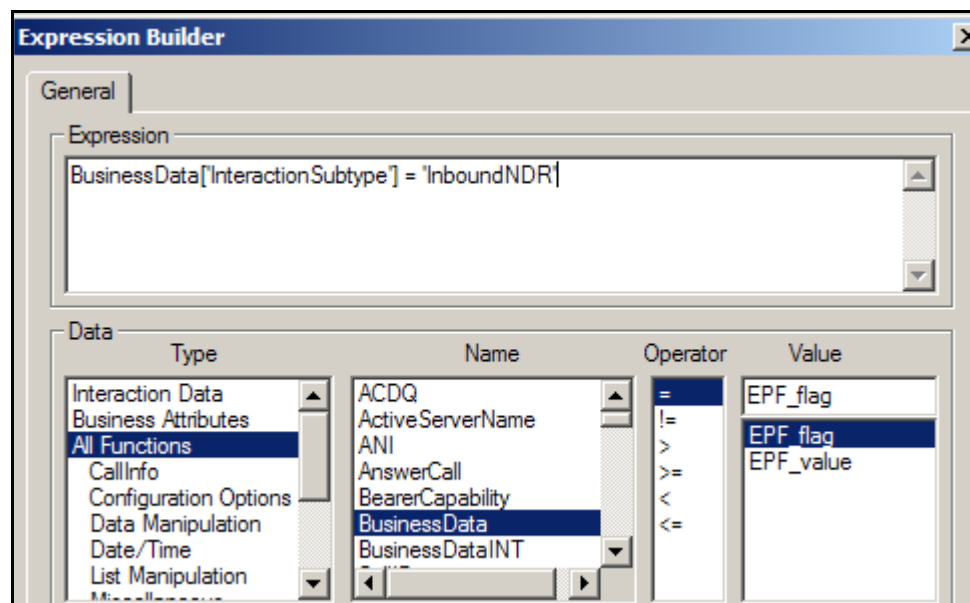 Expression Builder
General
Expression
BusinessData['InteractionSubtype'] = 'InboundNDR'
Data
Type Name Operator Value
Interaction Data ACDQ = EPF_flag
Business Attributes ActiveServerName !=
All Functions ANI > EPF_flag
CallInfo AnswerCall >= EPF_value
Configuration Options BearerCapability <
Data Manipulation BusinessData <=
Date/Time BusinessDataINT
List Manipulation